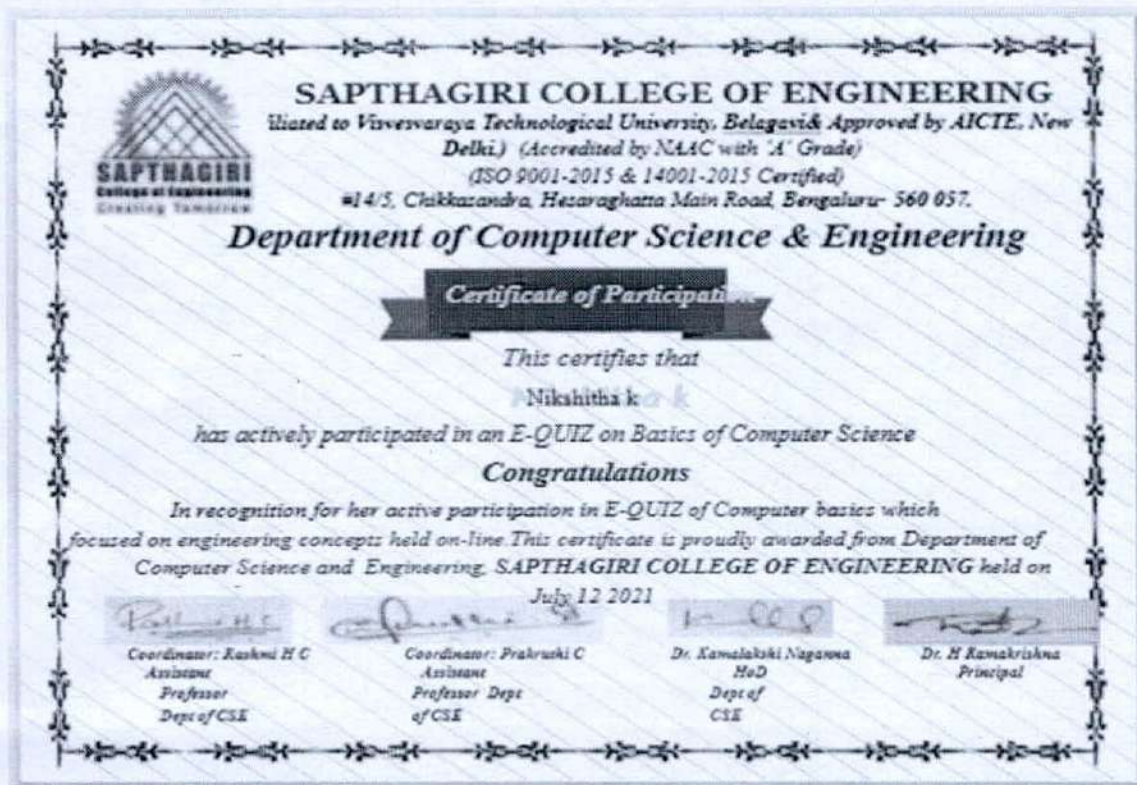 SAPTHAGIRI
College of Engineering
Creating Tomorrow
SAPTHAGIRI COLLEGE OF ENGINEERING
iliated to Visvesvaraya Technological University, Belagavi& Approved by AICTE, New
Delhi.) (Accredited by NAAC with 'A' Grade)
(ISO 9001-2015 & 14001-2015 Certified)
#14/5, Chikkasandra, Hesaraghatta Main Road, Bengaluru- 560 057.
Department of Computer Science & Engineering
Certificate of Participation
This certifies that
Nikshitha k
has actively participated in an E-QUIZ on Basics of Computer Science
Congratulations
In recognition for her active participation in E-QUIZ of Computer basics which
focused on engineering concepts held on-line.This certificate is proudly awarded from Department of
Computer Science and Engineering, SAPTHAGIRI COLLEGE OF ENGINEERING held on
July 12 2021
Rashmi H C
Coordinator: Rashmi H C
Assistant
Professor
Dept of CSE
Coordinator: Prakruthi C
Assistant
Professor Dept
of CSE
Dr. Kamalakshi Naganna
HoD
Dept of
CSE
Dr. H Ramakrishna
Principal